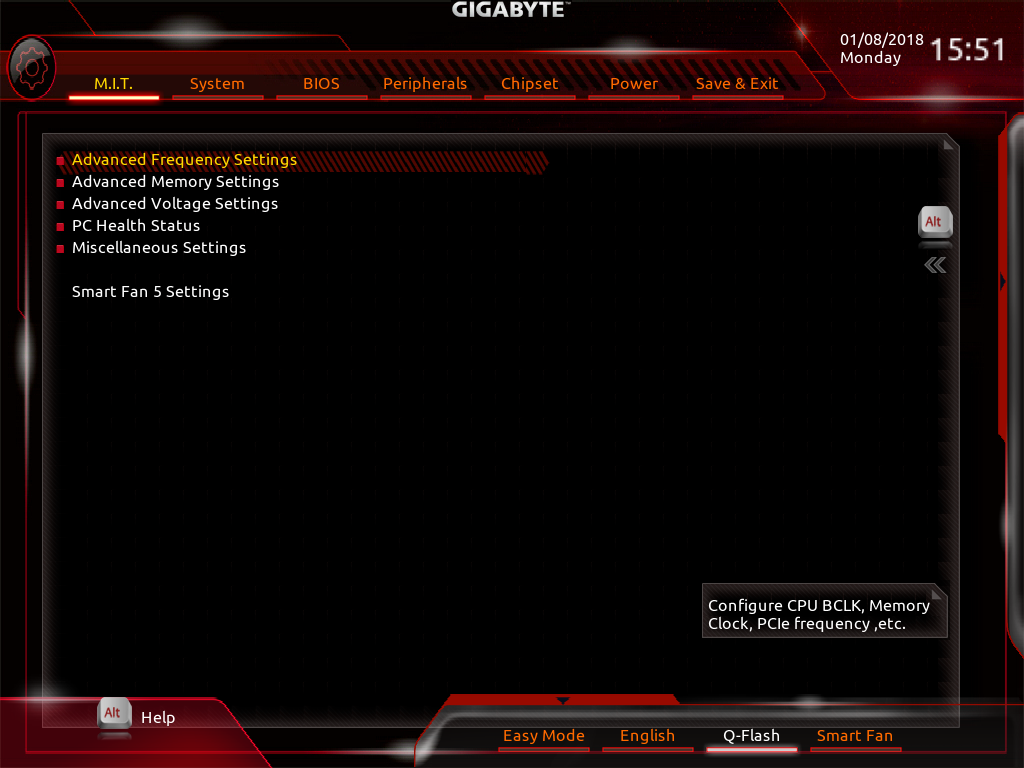 GIGABYTE™
01/08/2018
Monday
15:51
M.I.T. System BIOS Peripherals Chipset Power Save & Exit
Advanced Frequency Settings
Advanced Memory Settings
Advanced Voltage Settings
PC Health Status
Miscellaneous Settings
Smart Fan 5 Settings
Alt
Configure CPU BCLK, Memory
Clock, PCIe frequency ,etc.
Alt Help
Easy Mode English Q-Flash Smart Fan